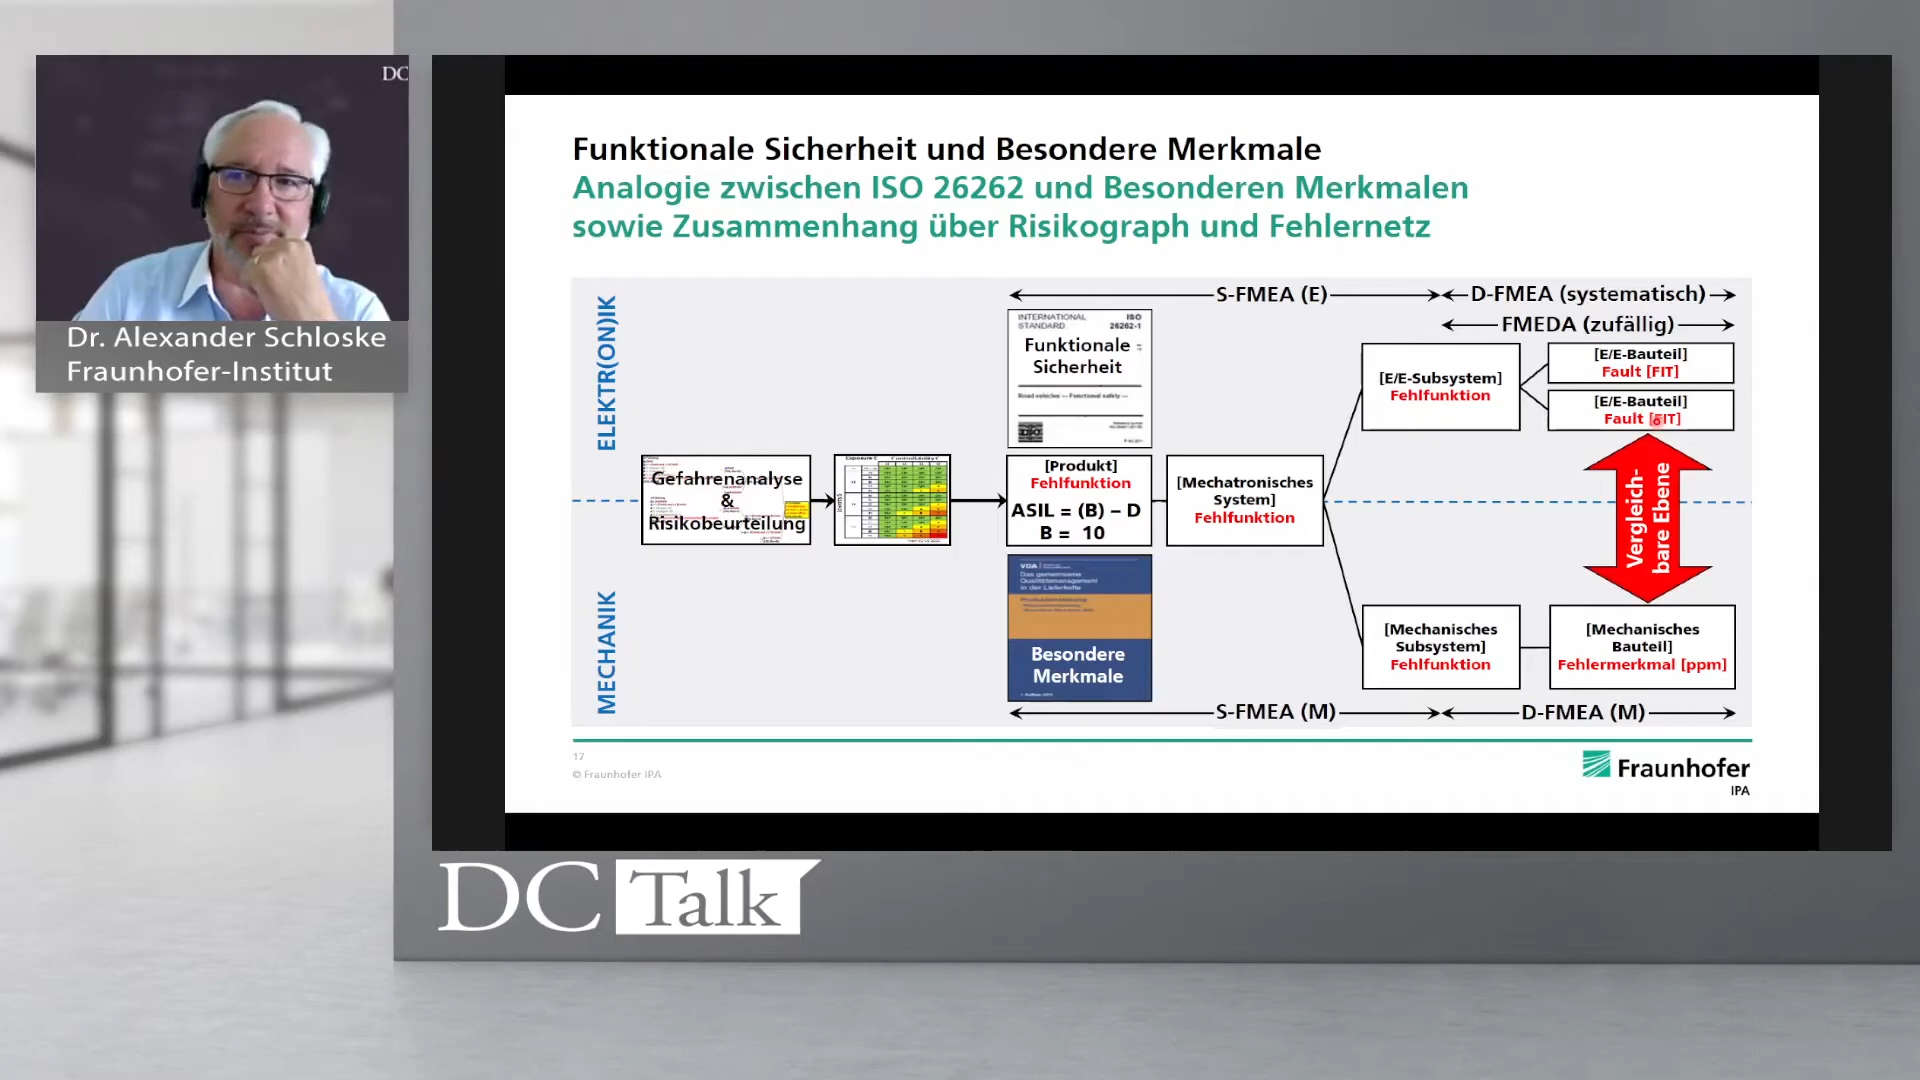 DC
Dr. Alexander Schloske
Fraunhofer-Institut
Funktionale Sicherheit und Besondere Merkmale
Analogie zwischen ISO 26262 und Besonderen Merkmalen
sowie Zusammenhang über Risikograph und Fehlernetz
ELEKTR(ON)IK
MECHANIK
S-FMEA (E)
D-FMEA (systematisch)
FMEDA (zufällig)
INTERNATIONAL
STANDARD
ISO
26262-1
Funktionale
Sicherheit
Road vehicles — Functional safety —
[E/E-Subsystem]
Fehlfunktion
[E/E-Bauteil]
Fault [FIT]
[E/E-Bauteil]
Fault [FIT]
Gefahrenanalyse
&
Risikobeurteilung
[Produkt]
Fehlfunktion
ASIL = (B) – D
B = 10
[Mechatronisches
System]
Fehlfunktion
Vergleich-
bare Ebene
VDA
Das gemeinsame
Qualitätsmanagement
in der Lieferkette
Besondere
Merkmale
[Mechanisches
Subsystem]
Fehlfunktion
[Mechanisches
Bauteil]
Fehlermerkmal [ppm]
S-FMEA (M)
D-FMEA (M)
17
© Fraunhofer IPA
Fraunhofer
IPA
DC Talk